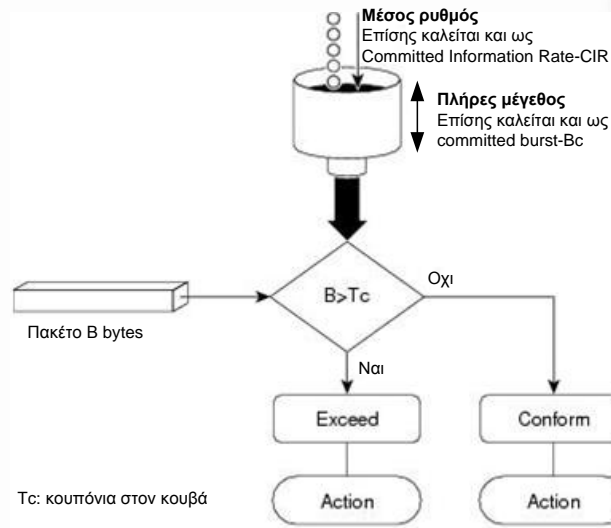 Μέσος ρυθμός
Επίσης καλείται και ως
Committed Information Rate-CIR
Πλήρες μέγεθος
Επίσης καλείται και ως
committed burst-Bc
B>Tc
Οχι
Πακέτο B bytes
Ναι
Exceed
Conform
Tc: κουπόνια στον κουβά
Action
Action